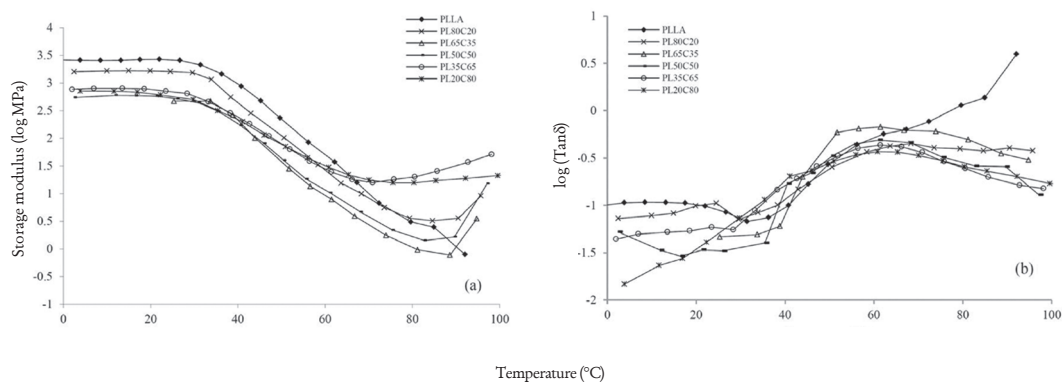 PLLA
PL80C20
PL65C35
PL50C50
PL35C65
PL20C80
Storage modulus (log MPa)
4
3.5
3
2.5
2
1.5
1
0.5
0
-0.5
-1
0 20 40 60 80 100
(a)
PLLA
PL80C20
PL65C35
PL50C50
PL35C65
PL20C80
log (Tanδ)
1
0.5
0
-0.5
-1
-1.5
-2
0 20 40 60 80 100
(b)
Temperature (°C)